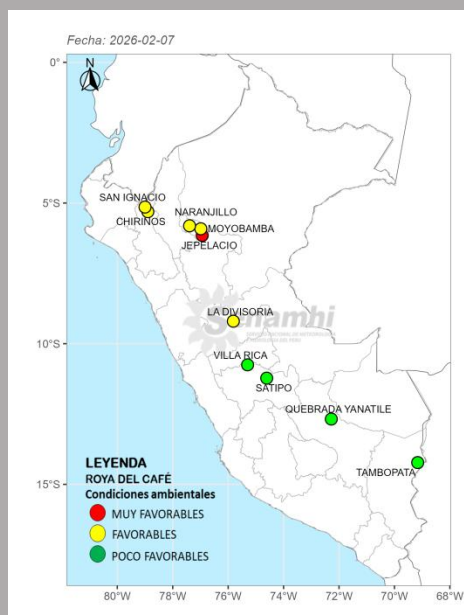 Fecha: 2026-02-07
N
0°
5°S
10°S
15°S
SAN IGNACIO
CHIRINOS
NARANJILLO
MOYOBAMBA
JEPELACIO
LA DIVISORIA
Senamhi
VILLA RICA
SATIPO
QUEBRADA YANATILE
TAMBOPATA
LEYENDA
ROYA DEL CAFÉ
Condiciones ambientales
MUY FAVORABLES
FAVORABLES
POCO FAVORABLES
80°W 78°W 76°W 74°W 72°W 70°W 68°W